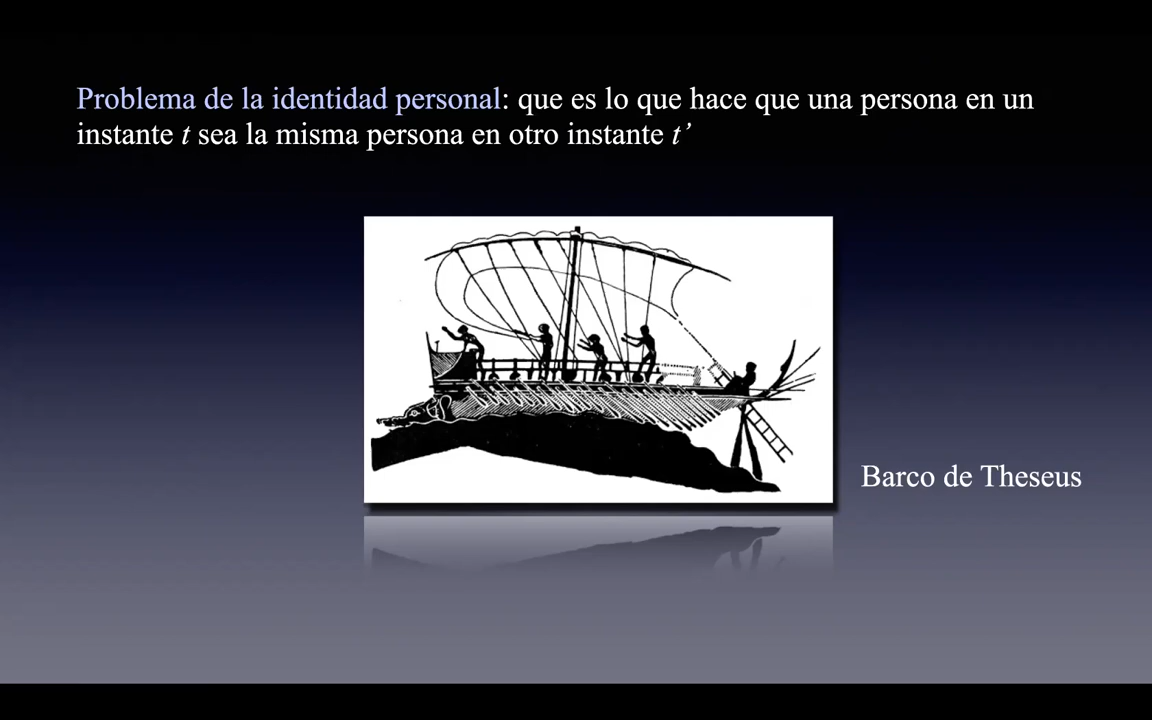 Problema de la identidad personal: que es lo que hace que una persona en un
instante t sea la misma persona en otro instante t’
Barco de Theseus